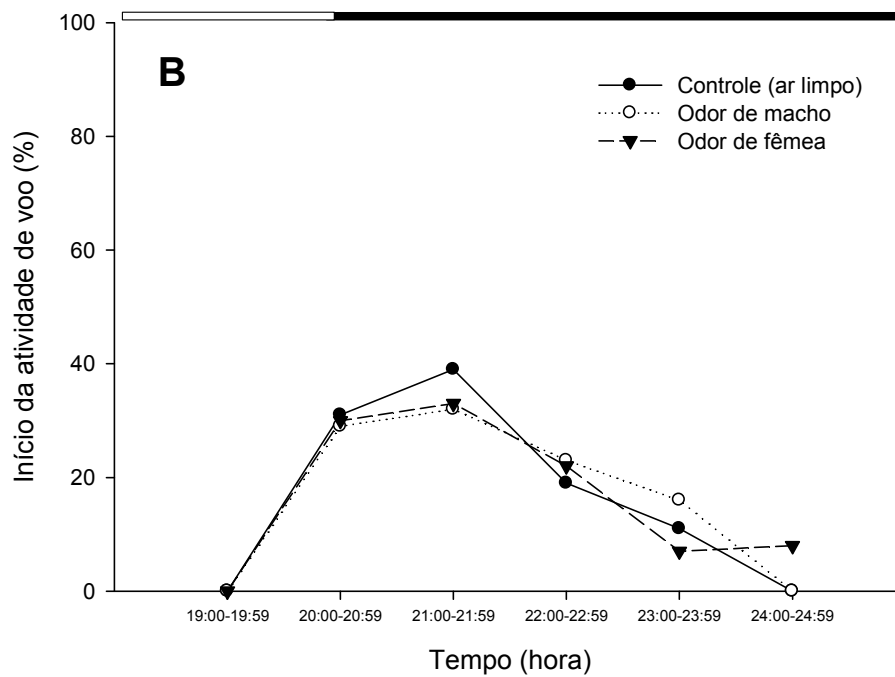 B
Controle (ar limpo)
Odor de macho
Odor de fêmea
Início da atividade de voo (%)
100
80
60
40
20
0
19:00-19:59 20:00-20:59 21:00-21:59 22:00-22:59 23:00-23:59 24:00-24:59
Tempo (hora)